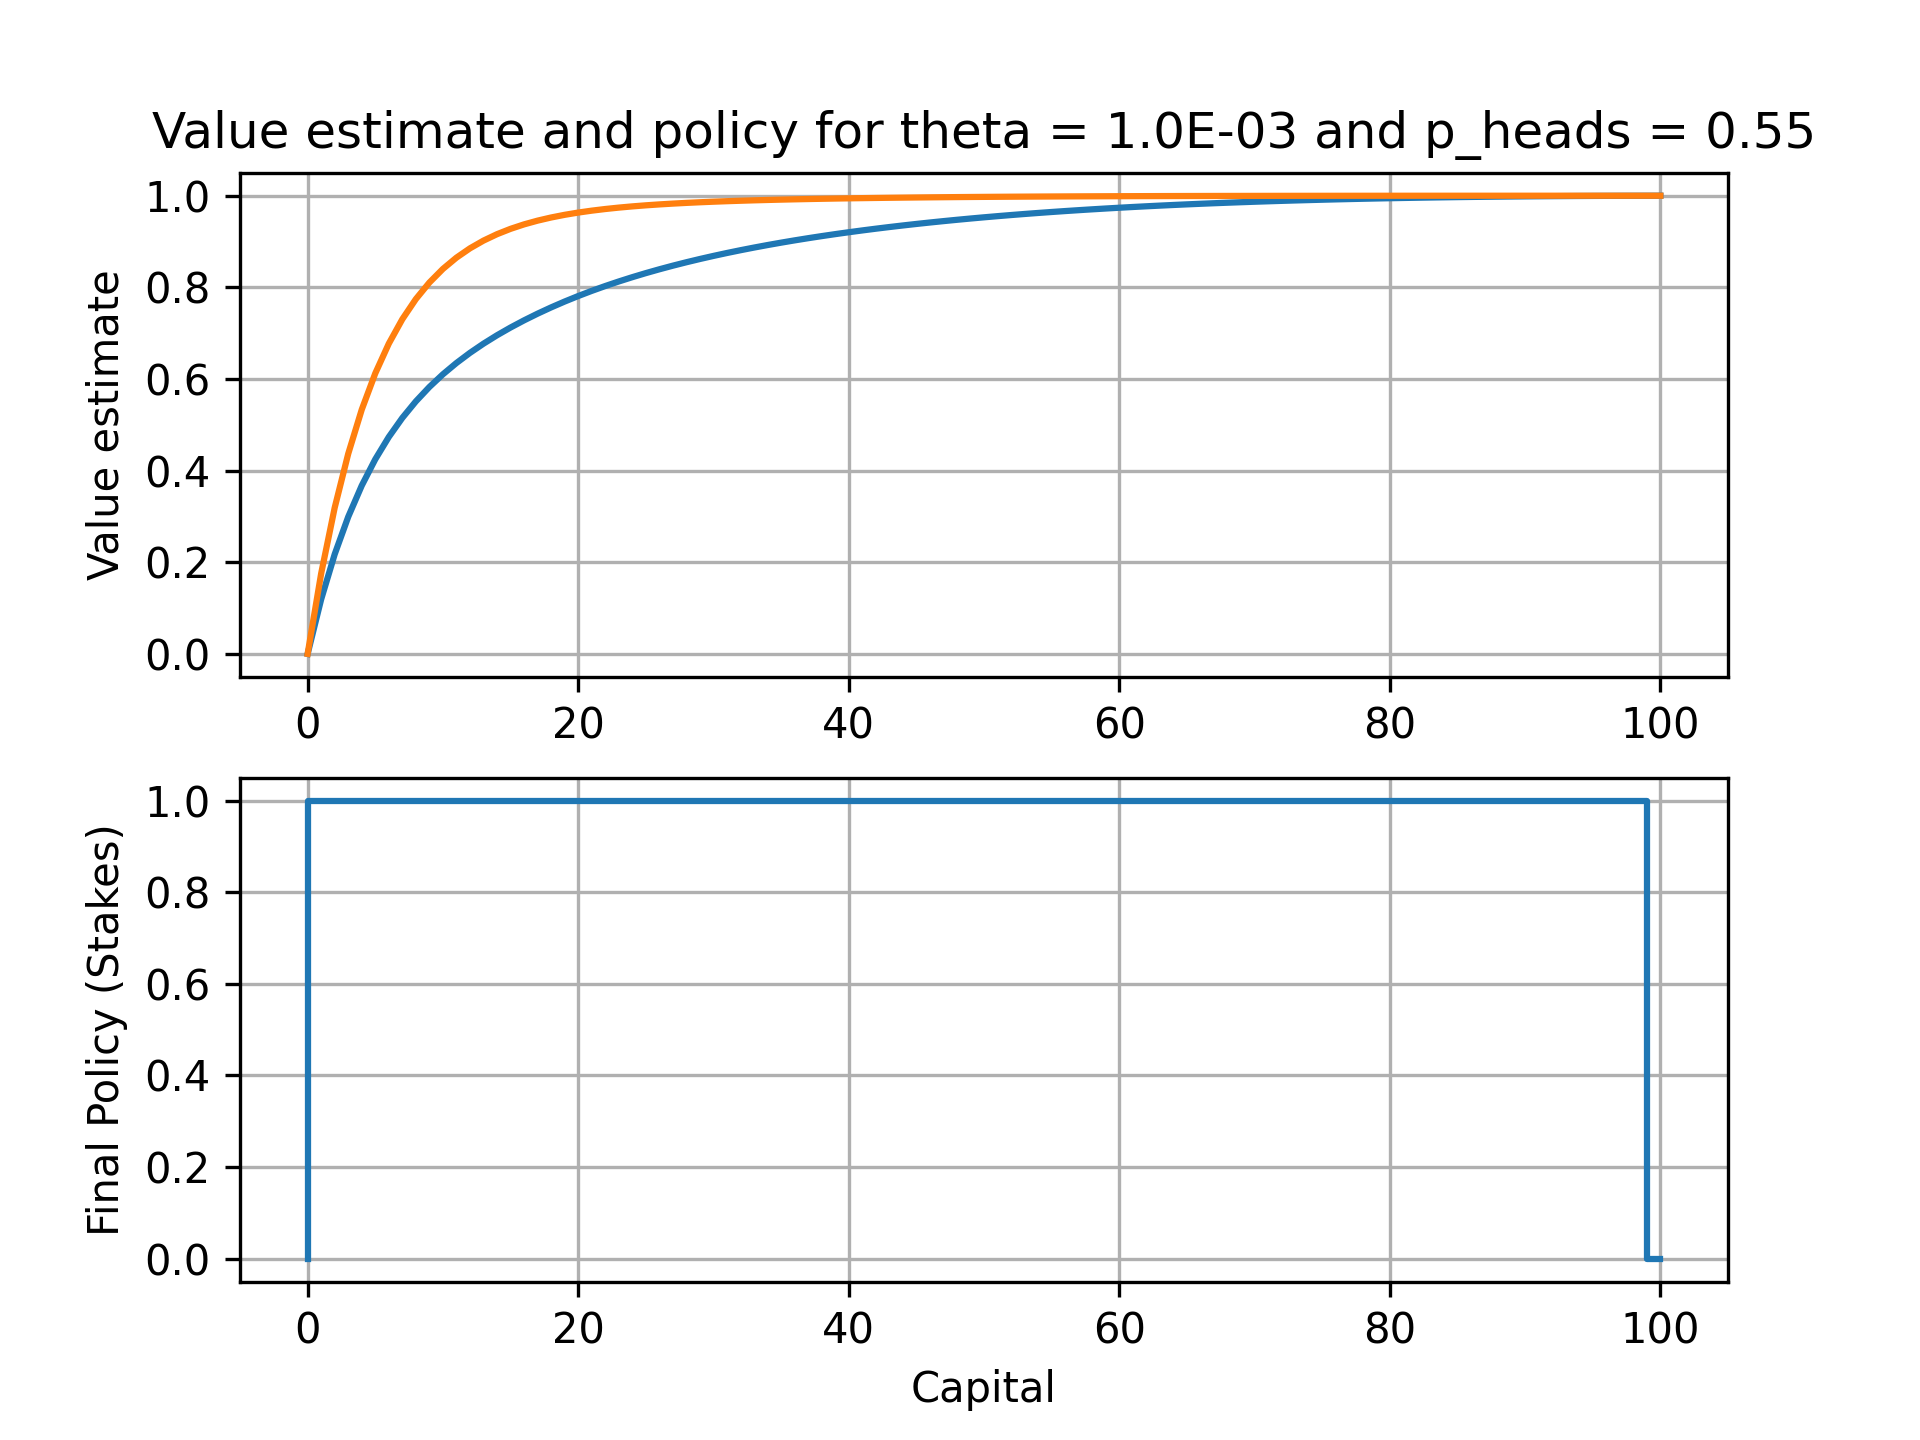 Value estimate and policy for theta = 1.0E-03 and p_heads = 0.55
Value estimate
1.0
0.8
0.6
0.4
0.2
0.0
0 20 40 60 80 100
Final Policy (Stakes)
1.0
0.8
0.6
0.4
0.2
0.0
0 20 40 60 80 100
Capital